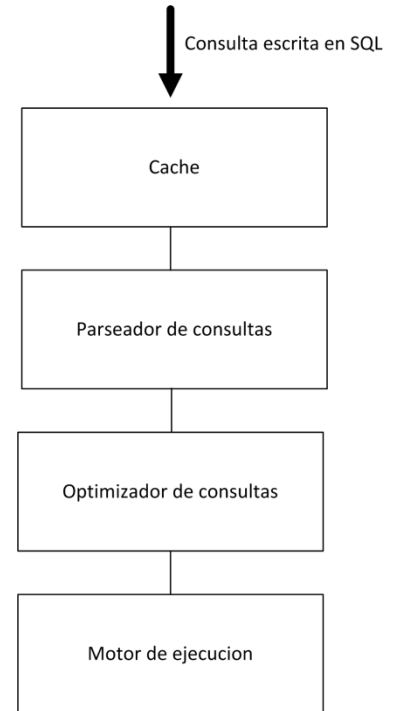 Consulta escrita en SQL
Cache
Parseador de consultas
Optimizador de consultas
Motor de ejecucion